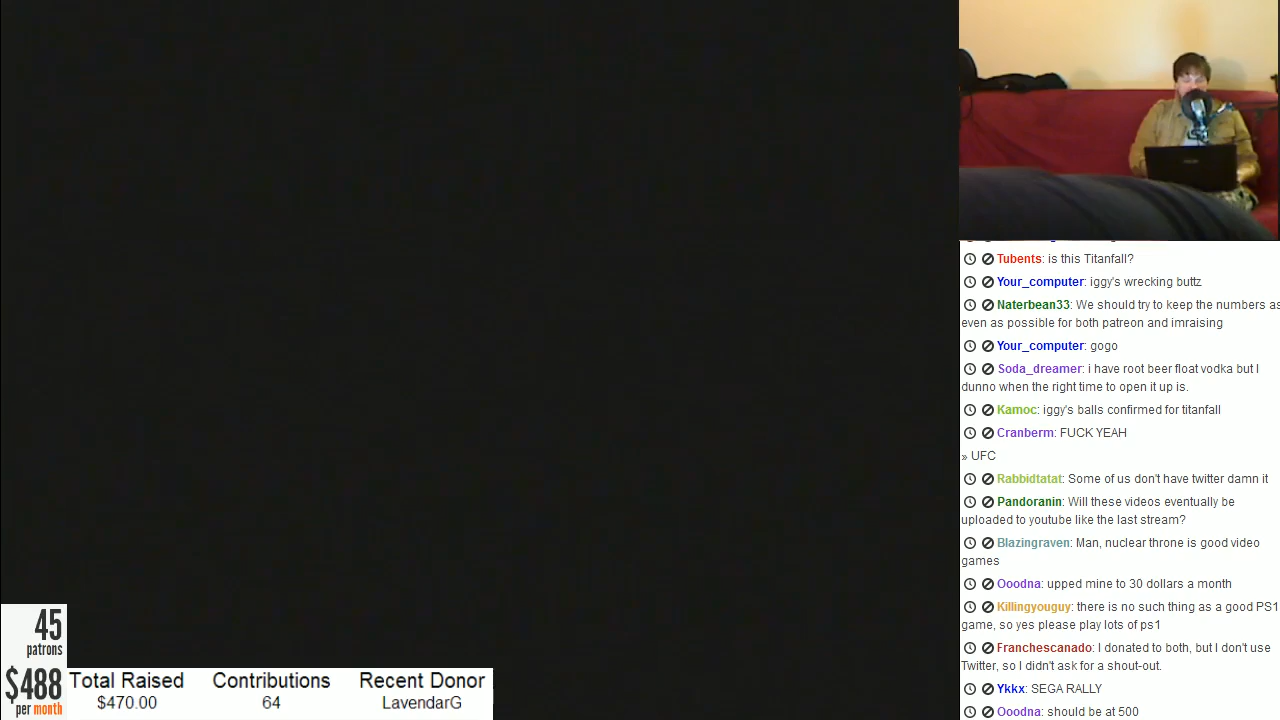 Tubents: is this Titanfall?
Your_computer: iggy's wrecking buttz
Naterbean33: We should try to keep the numbers as
even as possible for both patreon and imraising
Your_computer: gogo
Soda_dreamer: i have root beer float vodka but I
dunno when the right time to open it up is.
Kamoc: iggy's balls confirmed for titanfall
Cranberm: FUCK YEAH
» UFC
Rabbidtatat: Some of us don't have twitter damn it
Pandoranin: Will these videos eventually be
uploaded to youtube like the last stream?
Blazingraven: Man, nuclear throne is good video
games
Ooodna: upped mine to 30 dollars a month
Killingyouguy: there is no such thing as a good PS1
game, so yes please play lots of ps1
Franchescanado: I donated to both, but I don't use
Twitter, so I didn't ask for a shout-out.
Ykkx: SEGA RALLY
Ooodna: should be at 500
45
patrons
$488
per month
Total Raised Contributions Recent Donor
$470.00 64 LavendarG